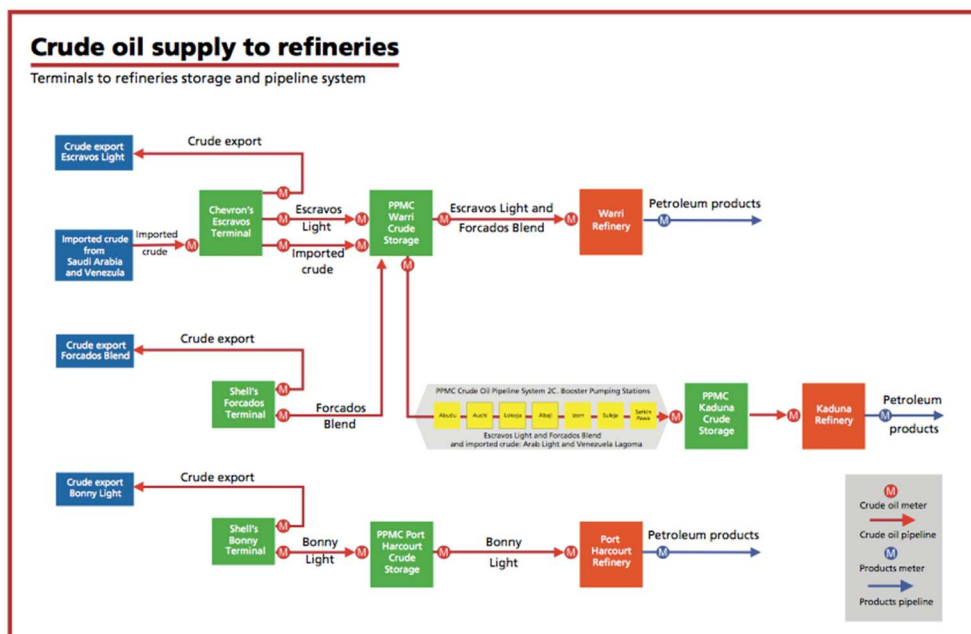 Crude oil supply to refineries
Terminals to refineries storage and pipeline system
Crude export
Escravos Light
Crude export
M
Chevron's
Escravos
Terminal
M
Escravos
Light
M
PPMC
Warri
Crude
Storage
M
Escravos Light and
Forcados Blend
M
Warri
Refinery
Petroleum products
M
Imported crude
from
Saudi Arabia
and Venezula
Imported
crude
M
M
Imported
crude
M
M
Crude export
Forcados Blend
Crude export
M
Shell's
Forcados
Terminal
M
Forcados
Blend
PPMC Crude Oil Pipeline System 2C. Booster Pumping Stations
Abudu
Auchi
Lokoja
Abaji
Izom
Suleja
Sarkin
Pawa
Escravos Light and Forcados Blend
and imported crude: Arab Light and Venezuela Lagoma
M
PPMC
Kaduna
Crude
Storage
M
Kaduna
Refinery
Petroleum
M
products
Crude export
Bonny Light
Crude export
M
Shell's
Bonny
Terminal
M
Bonny
Light
M
PPMC Port
Harcourt
Crude
Storage
M
Bonny
Light
M
Port
Harcourt
Refinery
Petroleum products
M
M
Crude oil meter
Crude oil pipeline
M
Products meter
Products pipeline